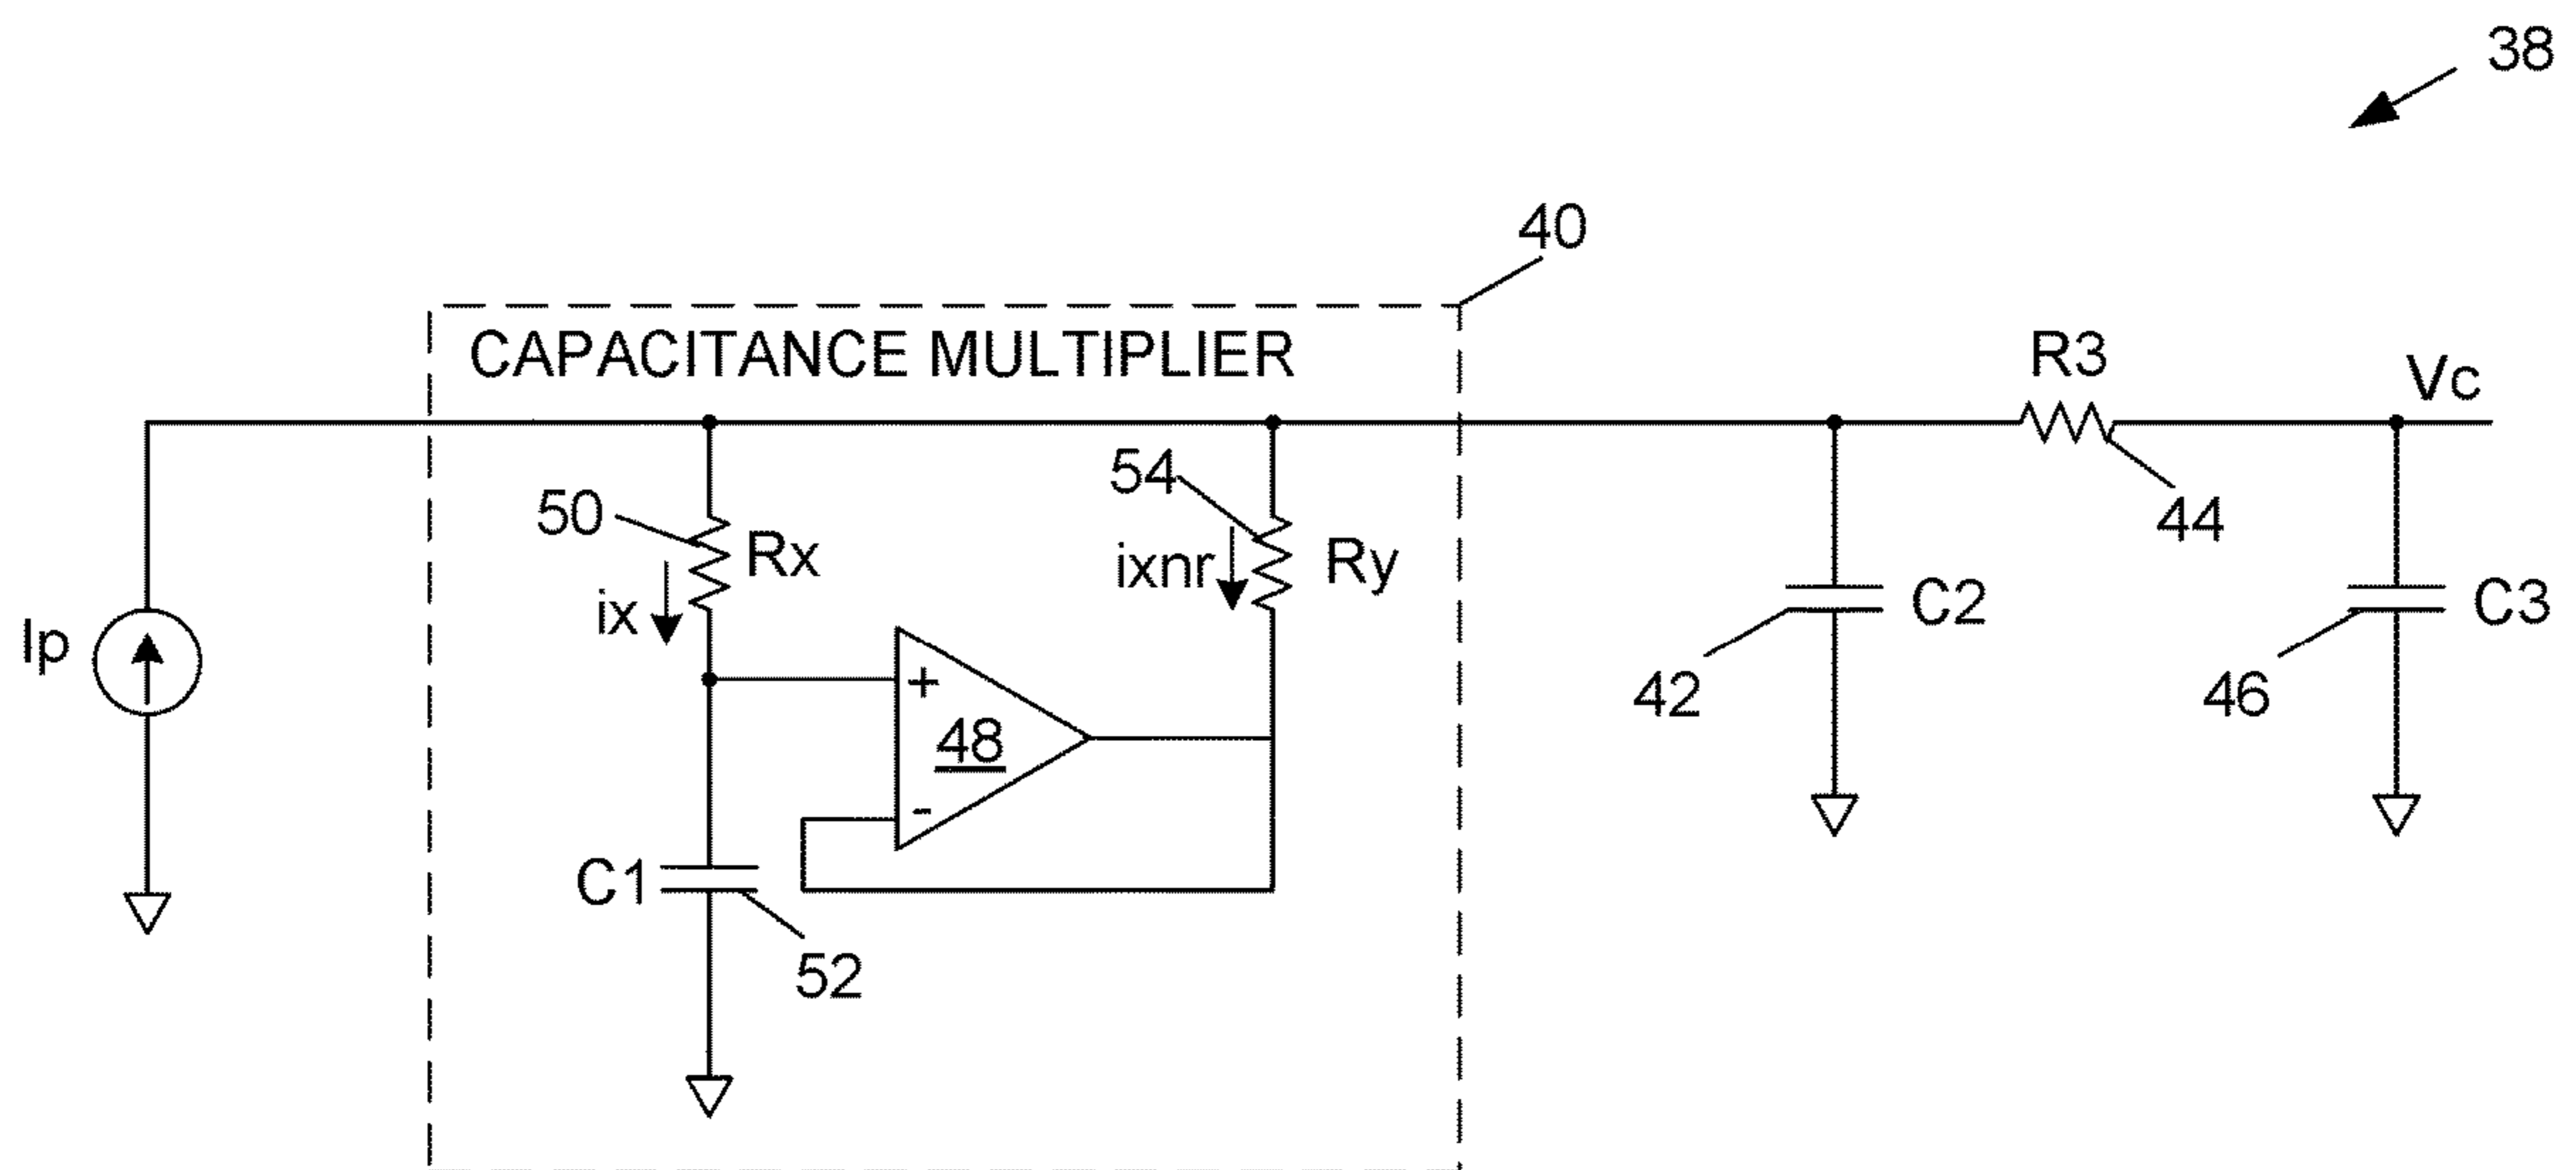 38
40
CAPACITANCE MULTIPLIER
R3
Vc
54
50
Rx
ixnr
Ry
44
ix
Ip
C2
C3
+
48
-
42
46
C1
52